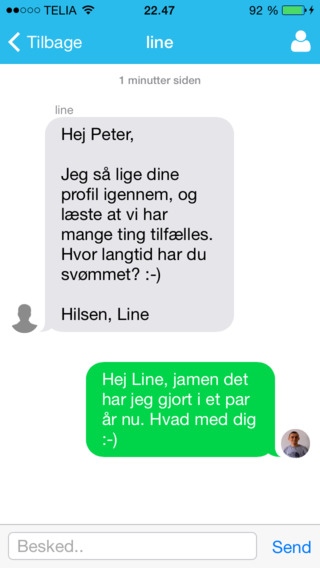 TELIA 22.47 92 %
Tilbage line
1 minutter siden
line
Hej Peter,
Jeg så lige dine
profil igennem, og
læste at vi har
mange ting tilfælles.
Hvor langtid har du
svømmet? :-)
Hilsen, Line
Hej Line, jamen det
har jeg gjort i et par
år nu. Hvad med dig
:-)
Besked.. Send